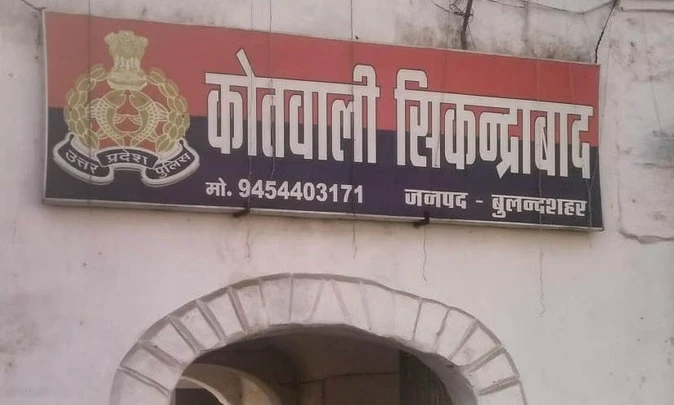 कोतवाली सिकन्द्राबाद
उत्तर प्रदेश पुलिस
मो. 9454403171 जनपद - बुलन्दशहर